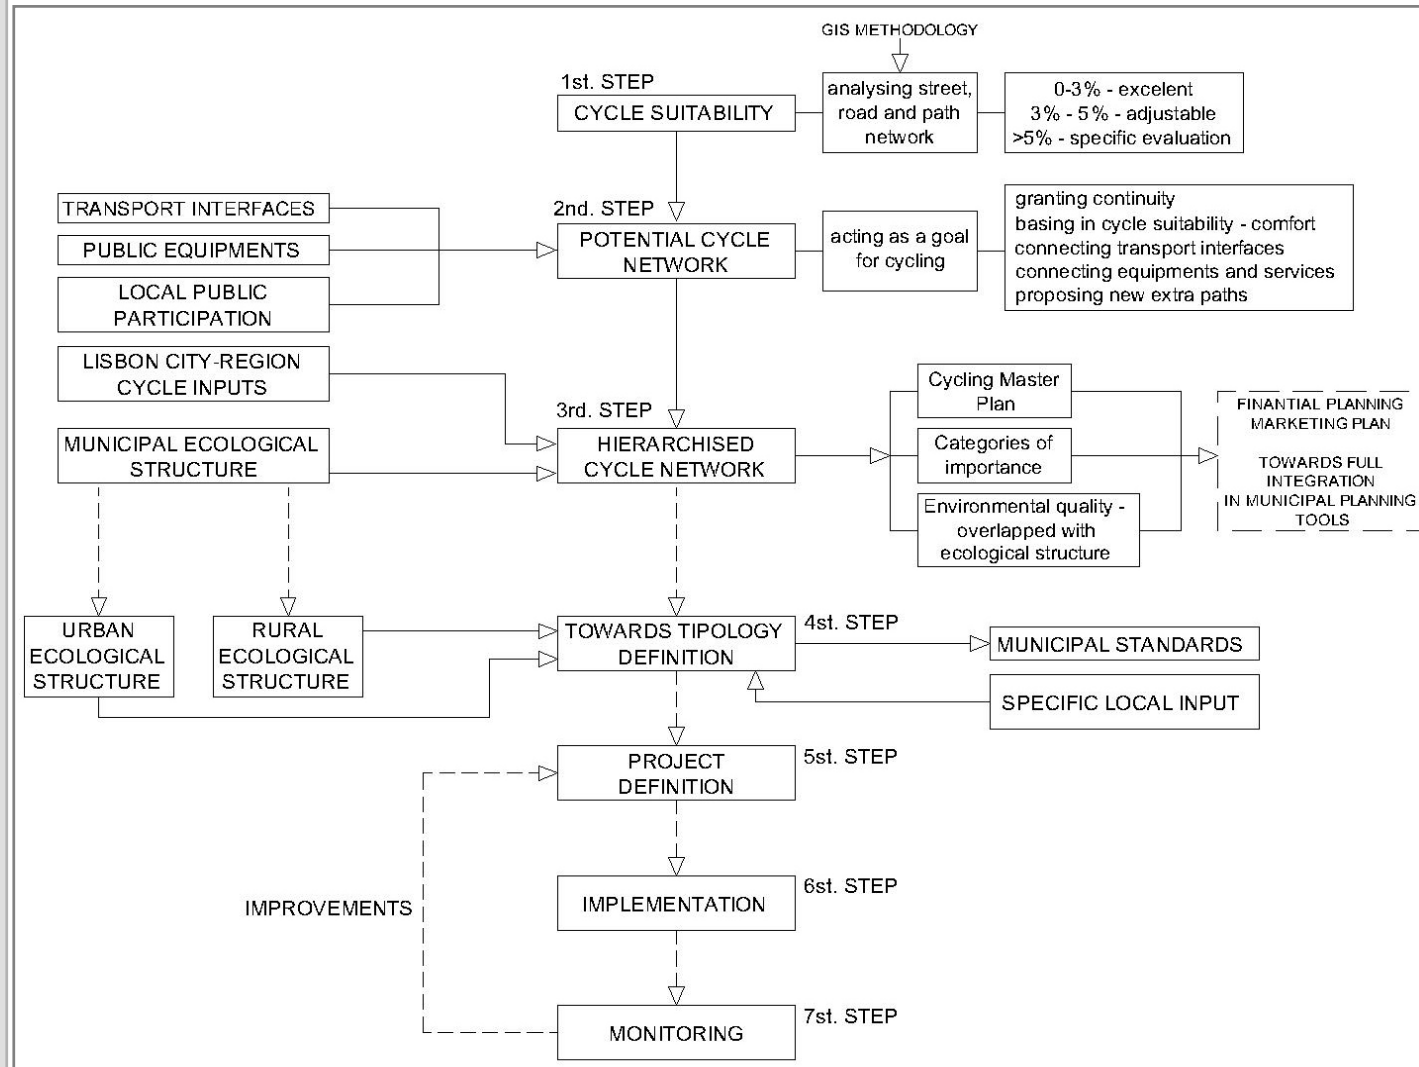 GIS METHODOLOGY
1st. STEP
CYCLE SUITABILITY
analysing street,
road and path
network
0-3% - excelent
3% - 5% - adjustable
>5% - specific evaluation
TRANSPORT INTERFACES
PUBLIC EQUIPMENTS
LOCAL PUBLIC
PARTICIPATION
2nd. STEP
POTENTIAL CYCLE
NETWORK
acting as a goal
for cycling
granting continuity
basing in cycle suitability - comfort
connecting transport interfaces
connecting equipments and services
proposing new extra paths
LISBON CITY-REGION
CYCLE INPUTS
MUNICIPAL ECOLOGICAL
STRUCTURE
3rd. STEP
HIERARCHISED
CYCLE NETWORK
Cycling Master
Plan
Categories of
importance
Environmental quality -
overlapped with
ecological structure
FINANTIAL PLANNING
MARKETING PLAN
TOWARDS FULL
INTEGRATION
IN MUNICIPAL PLANNING
TOOLS
URBAN
ECOLOGICAL
STRUCTURE
RURAL
ECOLOGICAL
STRUCTURE
TOWARDS TIPOLOGY
DEFINITION
4st. STEP
MUNICIPAL STANDARDS
SPECIFIC LOCAL INPUT
PROJECT
DEFINITION
5st. STEP
IMPROVEMENTS
IMPLEMENTATION
6st. STEP
MONITORING
7st. STEP